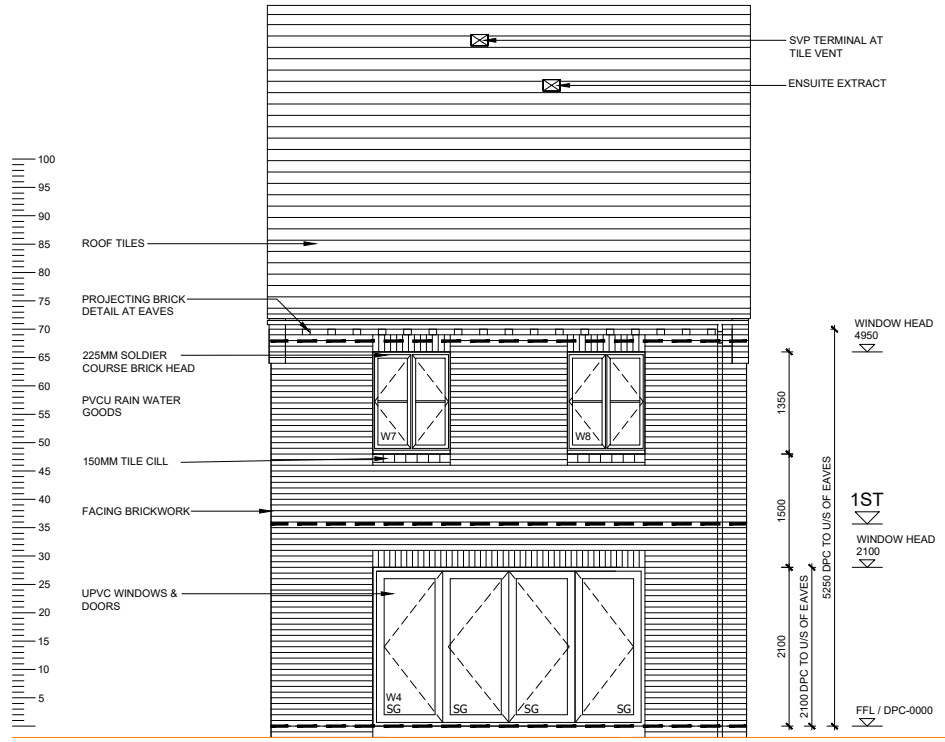 SVP TERMINAL AT
TILE VENT
ENSUITE EXTRACT
100
95
90
85
80
75
70
65
60
55
50
45
40
35
30
25
20
15
10
5
ROOF TILES
PROJECTING BRICK
DETAIL AT EAVES
225MM SOLDIER
COURSE BRICK HEAD
PVCU RAIN WATER
GOODS
150MM TILE CILL
FACING BRICKWORK
UPVC WINDOWS &
DOORS
W7
W8
W4
SG
SG
SG
SG
1350
1500
2100
2100 DPC TO U/S OF EAVES
5250 DPC TO U/S OF EAVES
WINDOW HEAD
4950
1ST
WINDOW HEAD
2100
FFL / DPC-0000